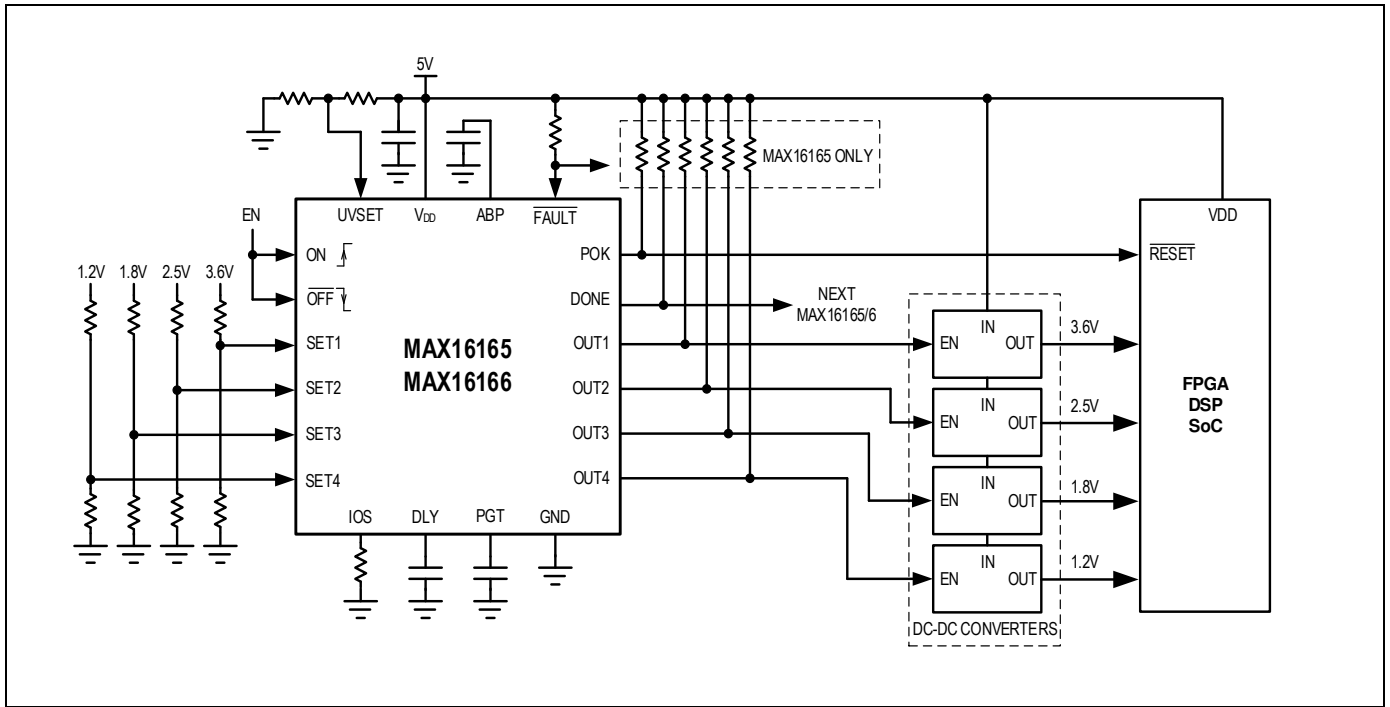 5V
MAX16165 ONLY
EN
UVSET
VDD
ABP
FAULT
VDD
ON
POK
RESET
1.2V 1.8V 2.5V 3.6V
OFF
DONE
NEXT
MAX16165/6
SET1
MAX16165
MAX16166
OUT1
IN
EN
OUT
3.6V
SET2
OUT2
IN
EN
OUT
2.5V
FPGA
DSP
SoC
SET3
OUT3
IN
EN
OUT
1.8V
SET4
OUT4
IN
EN
OUT
1.2V
IOS
DLY
PGT
GND
DC-DC CONVERTERS